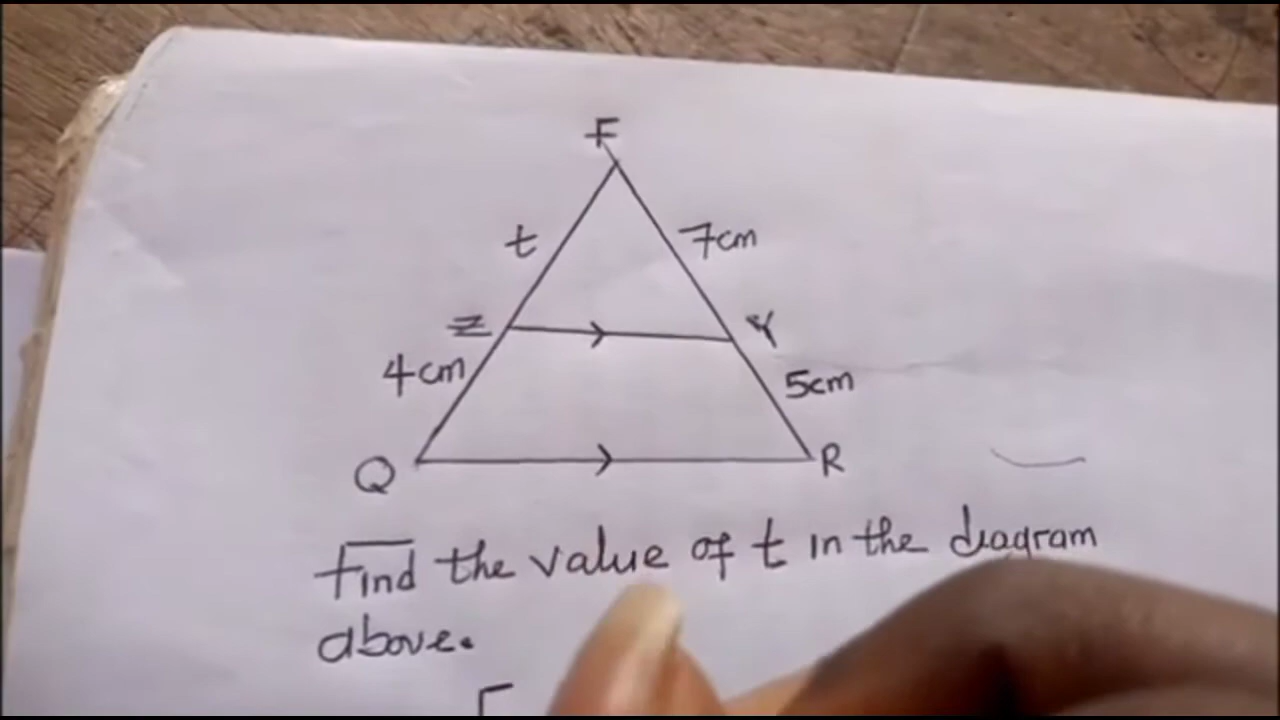 F
t 7cm
Z Y
4cm 5cm
Q R
Find the value of t in the diagram
above.